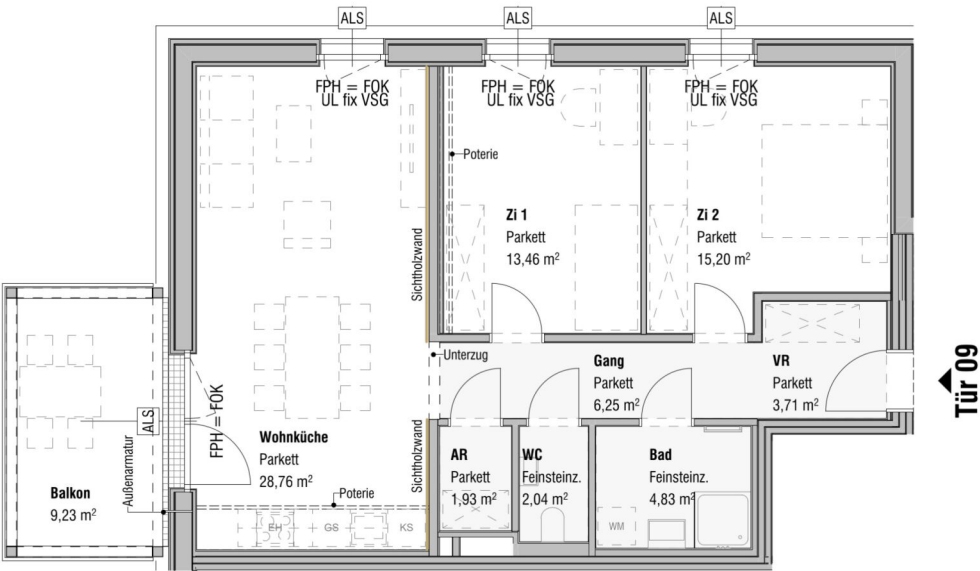 ALS
ALS
ALS
FPH = FOK
UL fix VSG
FPH = FOK
UL fix VSG
FPH = FOK
UL fix VSG
Poterie
Zi 1
Parkett
13,46 m²
Zi 2
Parkett
15,20 m²
Sichtholzwand
Unterzug
Gang
Parkett
6,25 m²
VR
Parkett
3,71 m²
Tür 09
ALS
FPH = FOK
Außenarmatur
Balkon
9,23 m²
Wohnküche
Parkett
28,76 m²
Sichtholzwand
Poterie
EH
GS
KS
AR
Parkett
1,93 m²
WC
Feinsteinz.
2,04 m²
Bad
Feinsteinz.
4,83 m²
WM